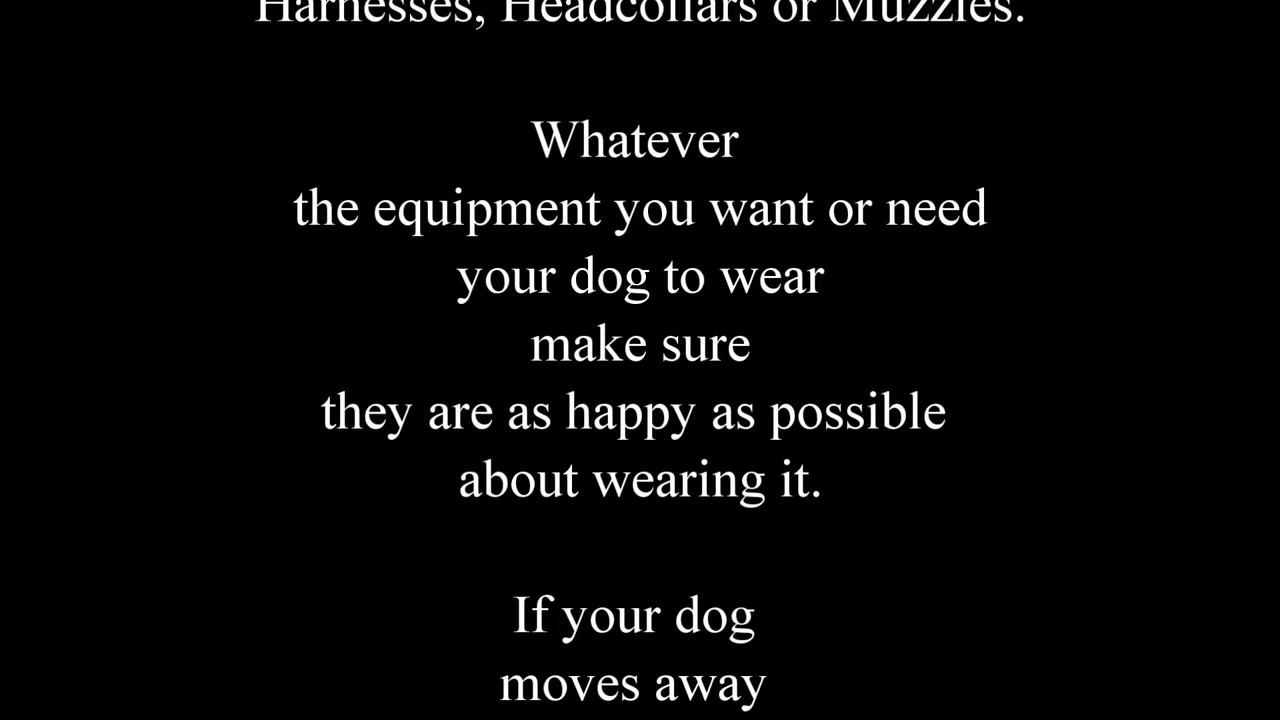 Harnesses, Headcollars or Muzzles.
Whatever
the equipment you want or need
your dog to wear
make sure
they are as happy as possible
about wearing it.
If your dog
moves away